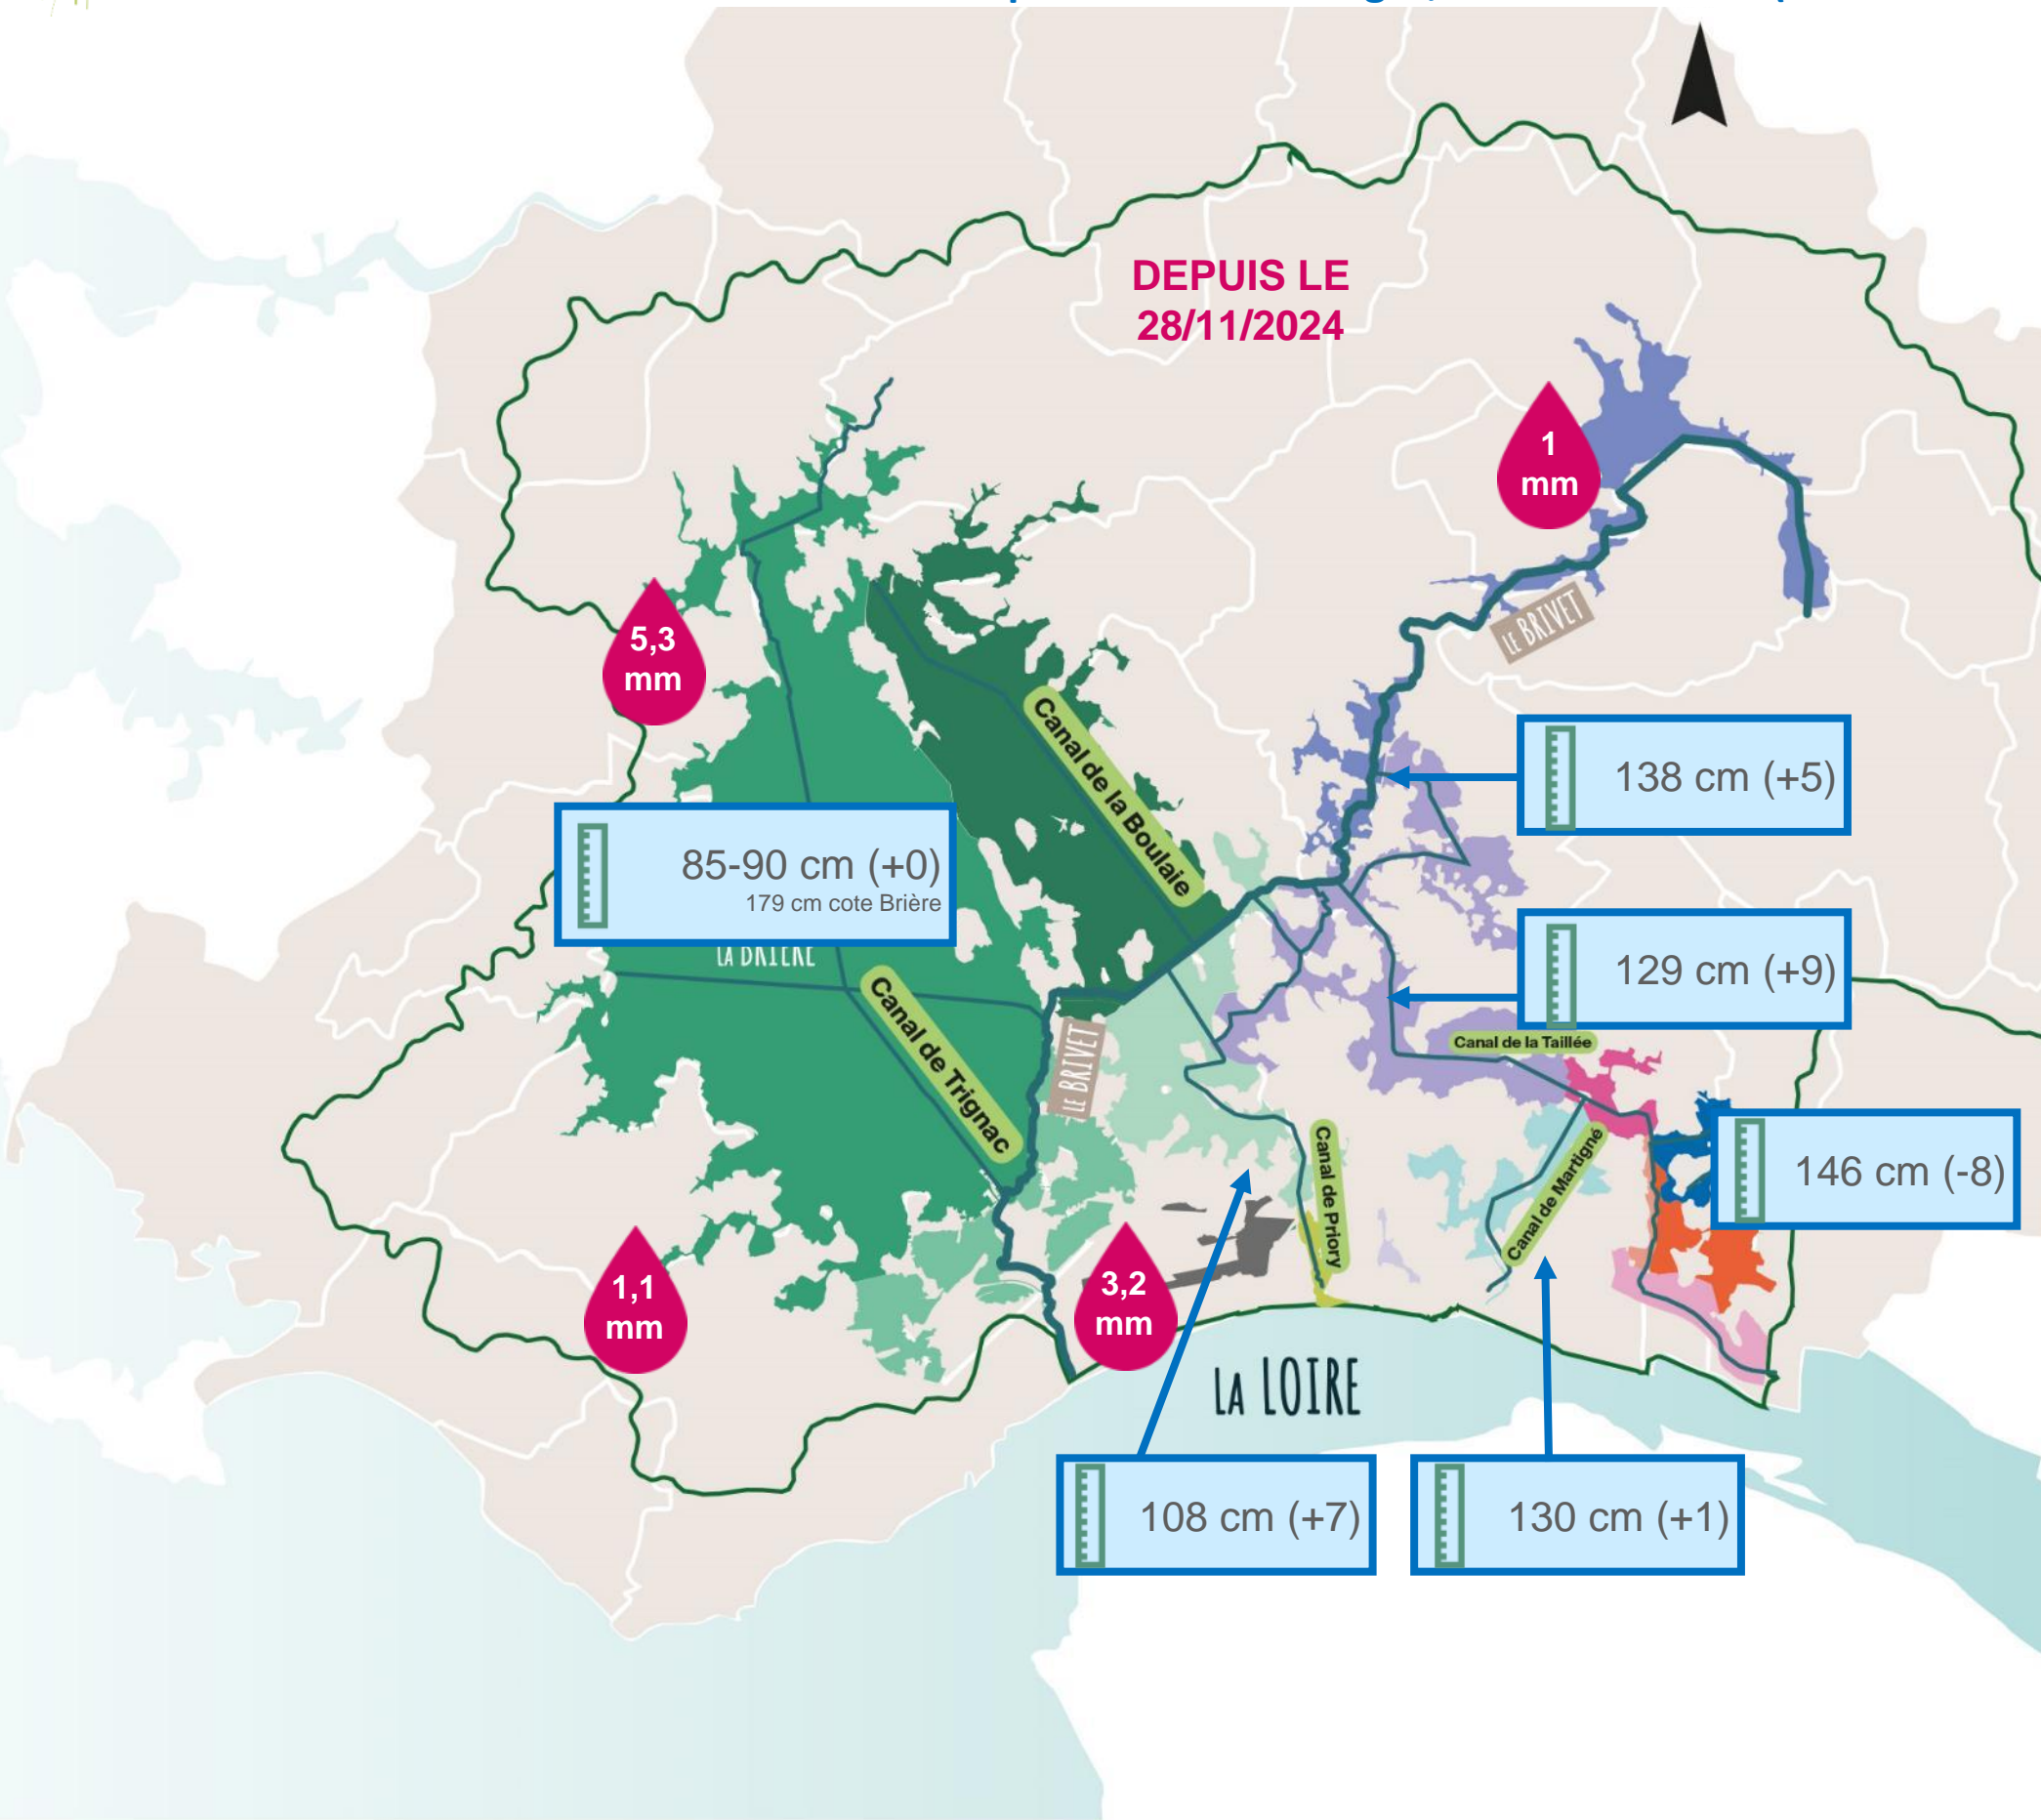 DEPUIS LE
28/11/2024
1
mm
5,3
mm
LE BRIVET
Canal de la Boulaie
138 cm (+5)
85-90 cm (+0)
179 cm cote Brière
129 cm (+9)
LA BRIÈRE
Canal de Trignac
LE BRIVET
Canal de la Taillée
Canal de Priory
Canal de Martigné
146 cm (-8)
1,1
mm
3,2
mm
LA LOIRE
108 cm (+7)
130 cm (+1)